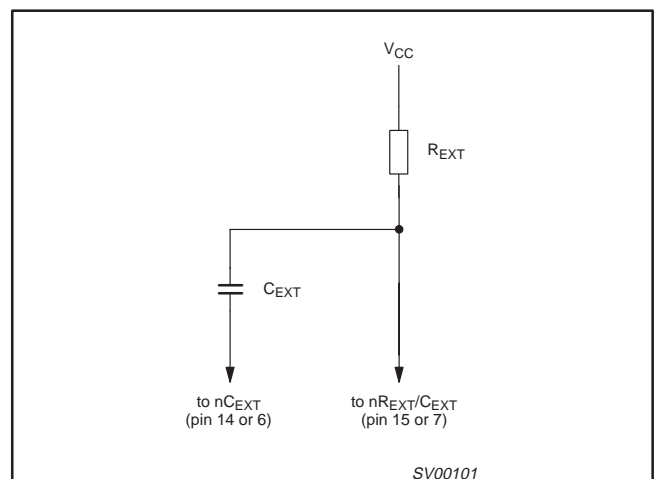 VCC
REXT
CEXT
to nCEXT
(pin 14 or 6)
to nREXT/CEXT
(pin 15 or 7)
SV00101